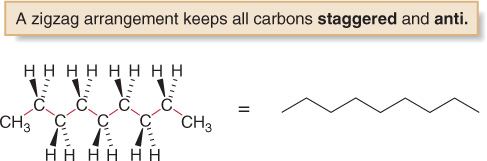 A zigzag arrangement keeps all carbons staggered and anti.
H H H H H H H H
C C C C
=
CH₃ C C C CH₃
H H H H H H